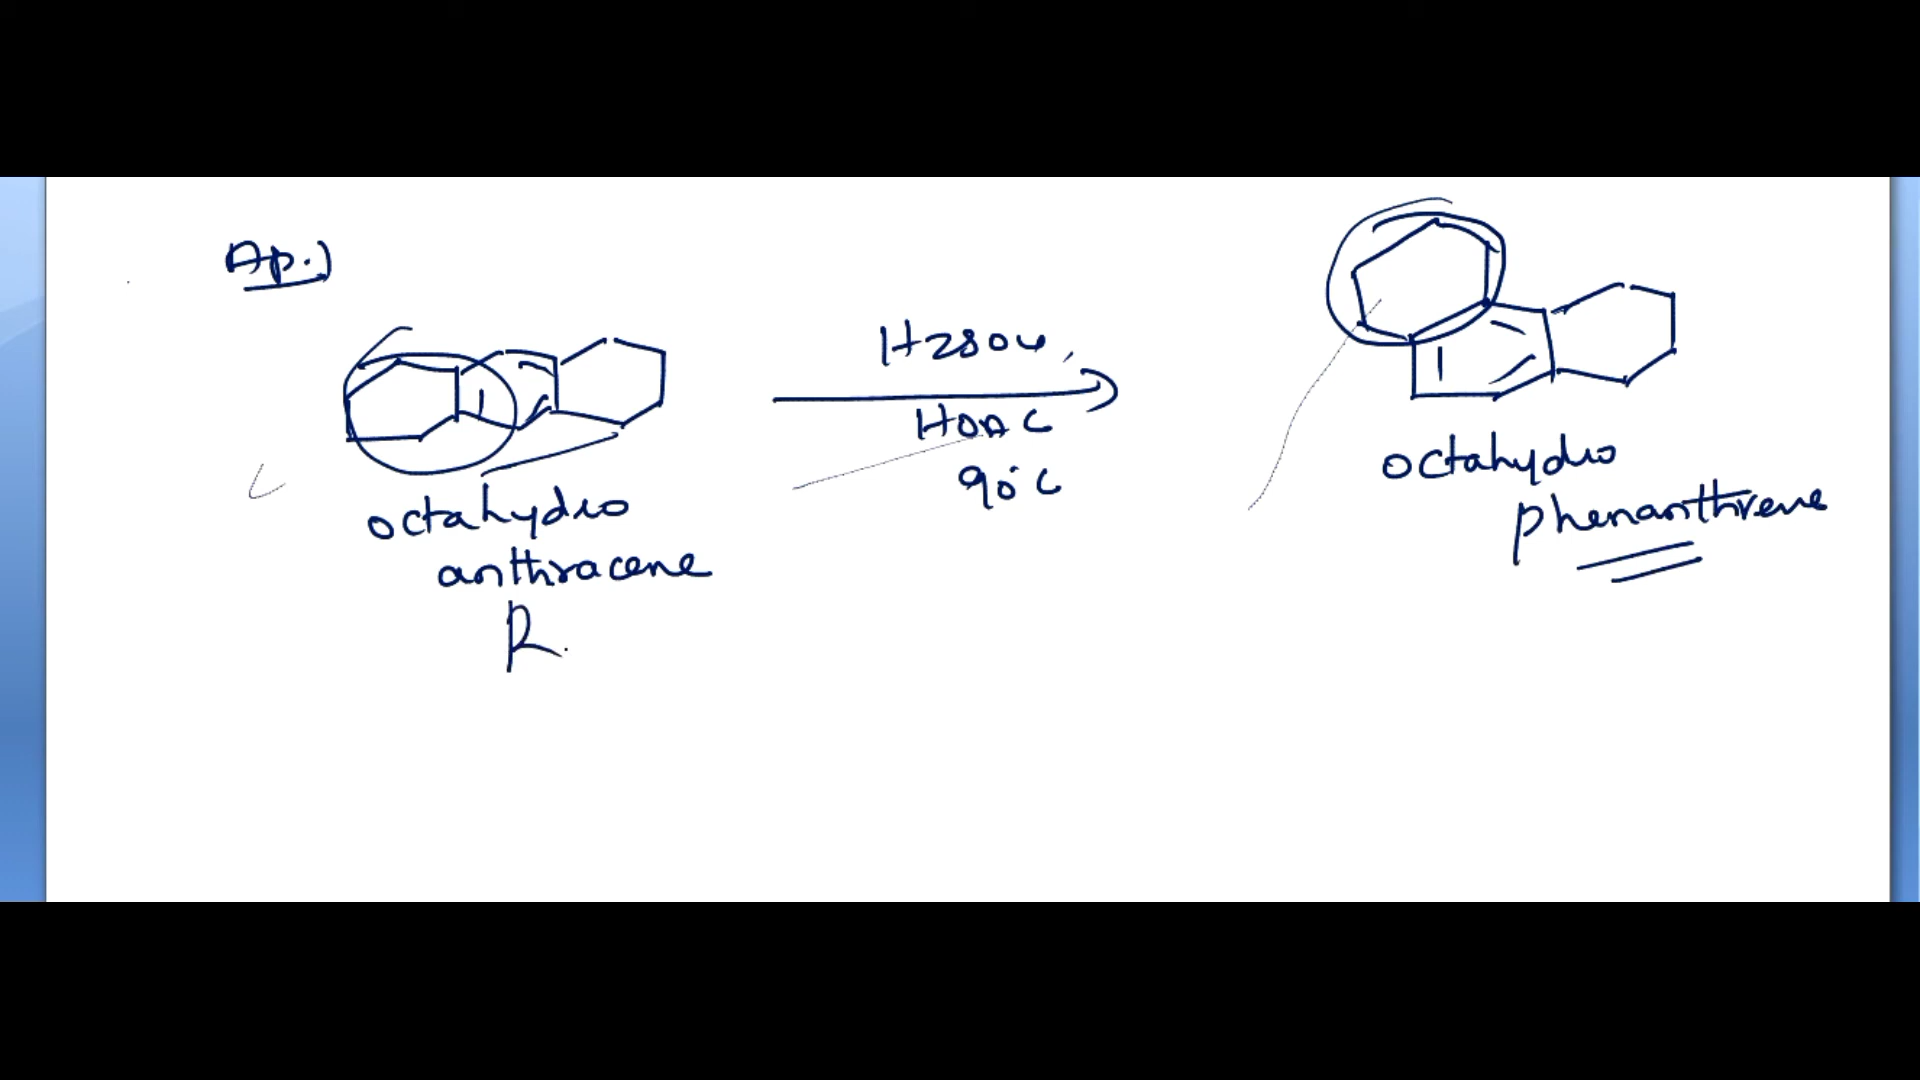 Ap.)
H2SO4,
HOAC
90°C
octahydro
anthracene
R.
octahydro
phenanthrene